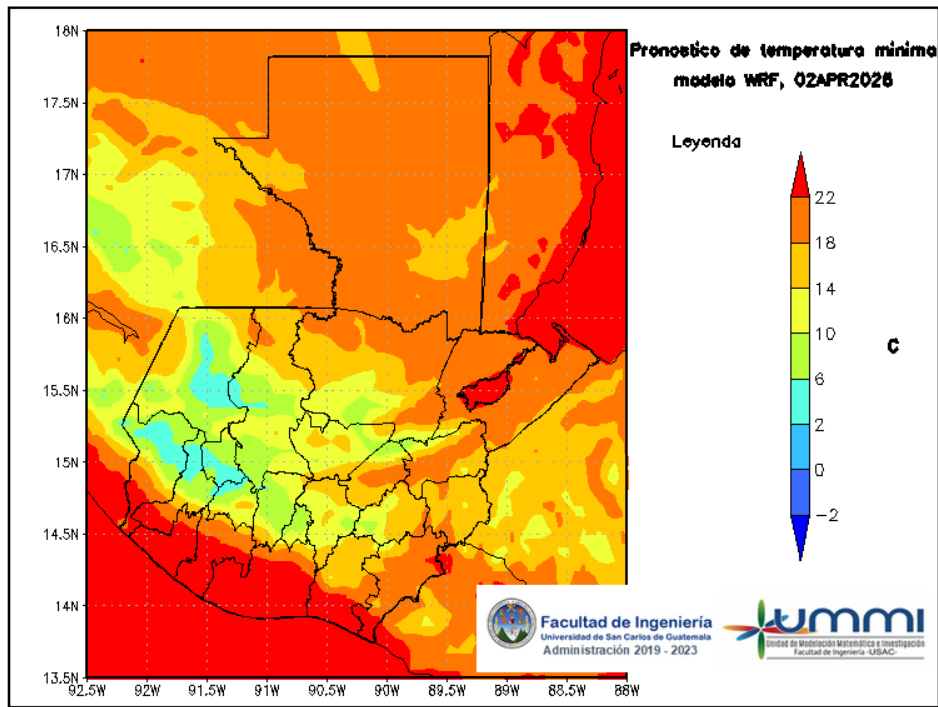 Pronostico de temperatura minima
modelo WRF, 02APR2026
Leyenda
22
18
14
10
6
2
0
−2
C
18N
17.5N
17N
16.5N
16N
15.5N
15N
14.5N
14N
13.5N
92.5W
92W
91.5W
91W
90.5W
90W
89.5W
89W
88.5W
88W
Facultad de Ingeniería
Universidad de San Carlos de Guatemala
Administración 2019 - 2023
ummi
Unidad de Modelación Matemática e Investigación
Facultad de Ingeniería -USAC-